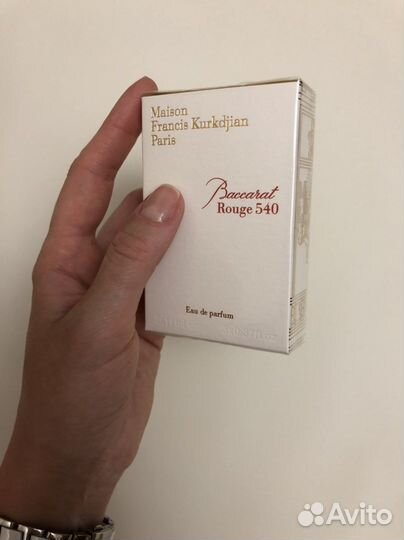 Maison
Francis Kurkdjian
Paris
Baccarat
Rouge 540
Eau de parfum
Avito